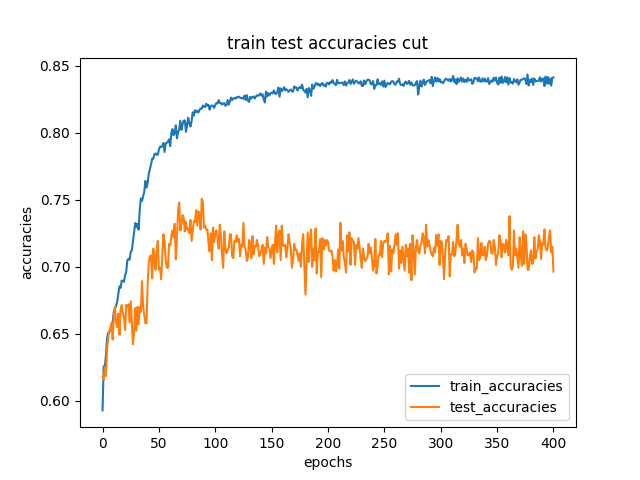 train test accuracies cut
0.85
0.80
0.75
0.70
0.65
0.60
accuracies
0 50 100 150 200 250 300 350 400
epochs
train_accuracies
test_accuracies